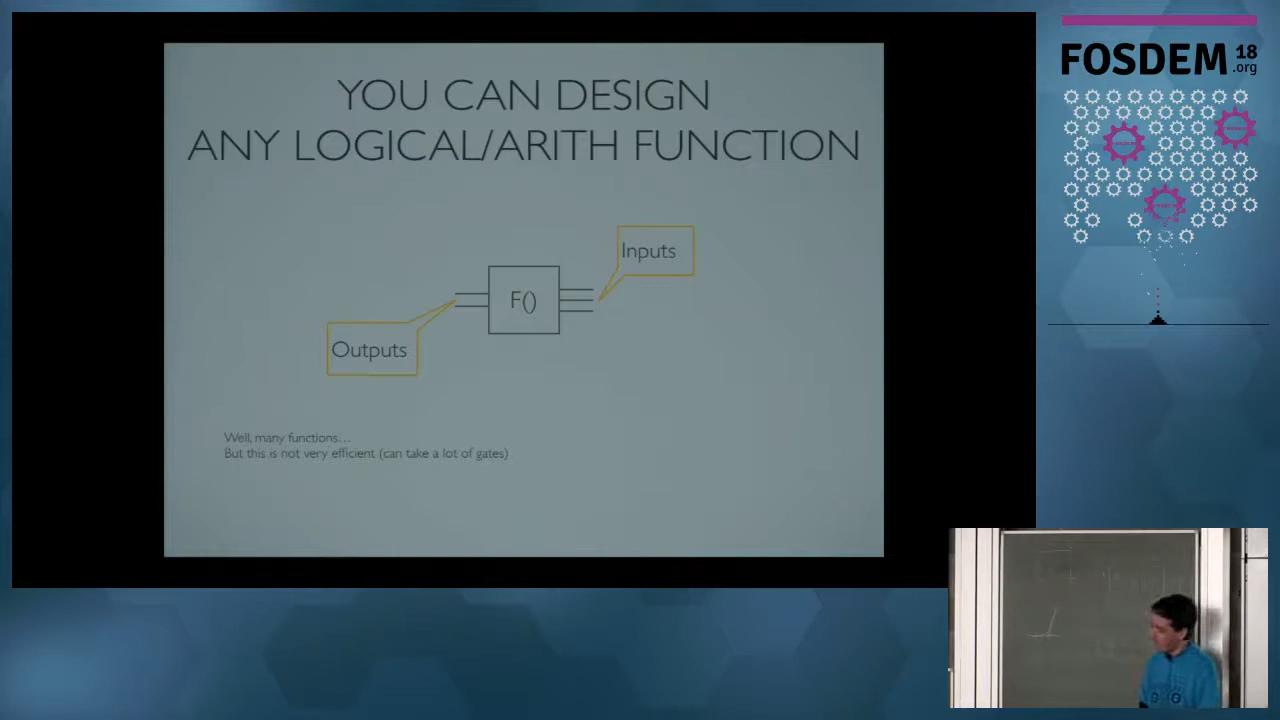 YOU CAN DESIGN
ANY LOGICAL/ARITH FUNCTION
Inputs
F()
Outputs
Well, many functions…
But this is not very efficient (can take a lot of gates)
FOSDEM 18
.org